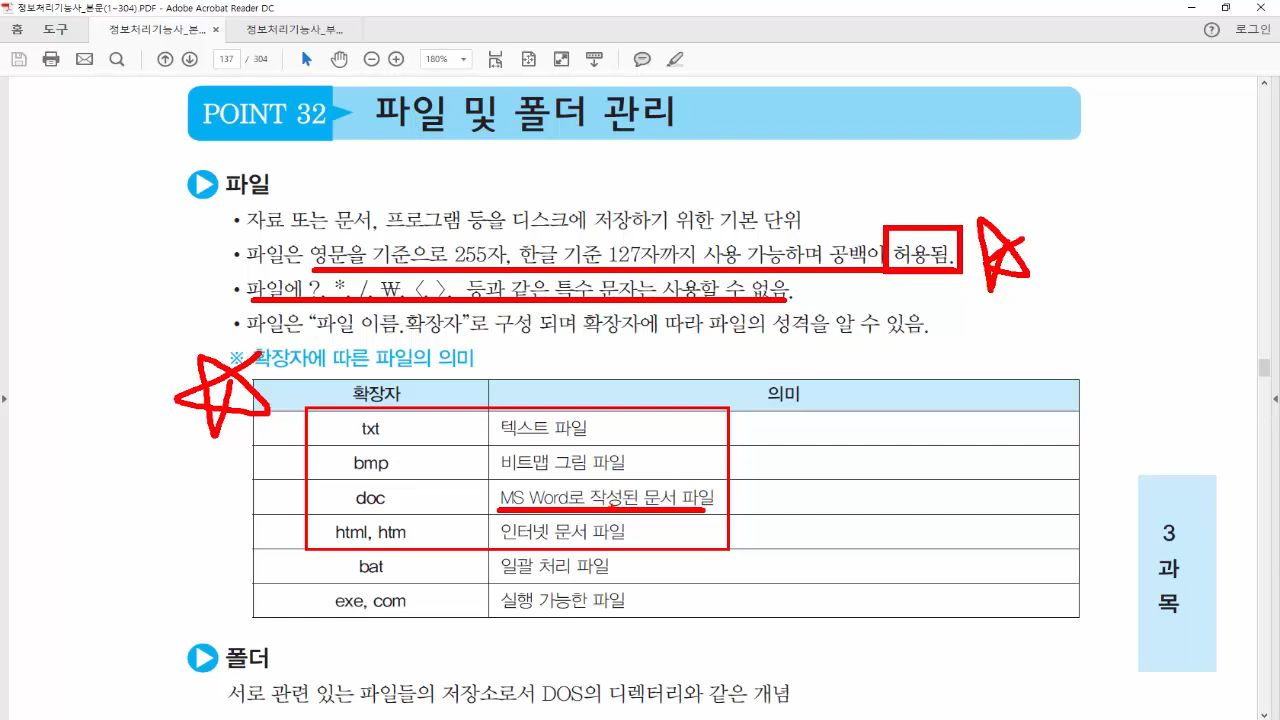 정보처리기능사_본문(1~304).PDF - Adobe Acrobat Reader DC
홈 도구 정보처리기능사_본... × 정보처리기능사_부... ? 로그인
137 / 304 180%
POINT 32 파일 및 폴더 관리
파일
• 자료 또는 문서, 프로그램 등을 디스크에 저장하기 위한 기본 단위
• 파일은 영문을 기준으로 255자, 한글 기준 127자까지 사용 가능하며 공백이 허용됨.
• 파일에 ?, *, /, ₩, 〈, 〉, 등과 같은 특수 문자는 사용할 수 없음.
• 파일은 “파일 이름.확장자”로 구성 되며 확장자에 따라 파일의 성격을 알 수 있음.
※ 확장자에 따른 파일의 의미
확장자 의미
txt 텍스트 파일
bmp 비트맵 그림 파일
doc MS Word로 작성된 문서 파일
html, htm 인터넷 문서 파일
bat 일괄 처리 파일
exe, com 실행 가능한 파일
3
과
목
폴더
서로 관련 있는 파일들의 저장소로서 DOS의 디렉터리와 같은 개념